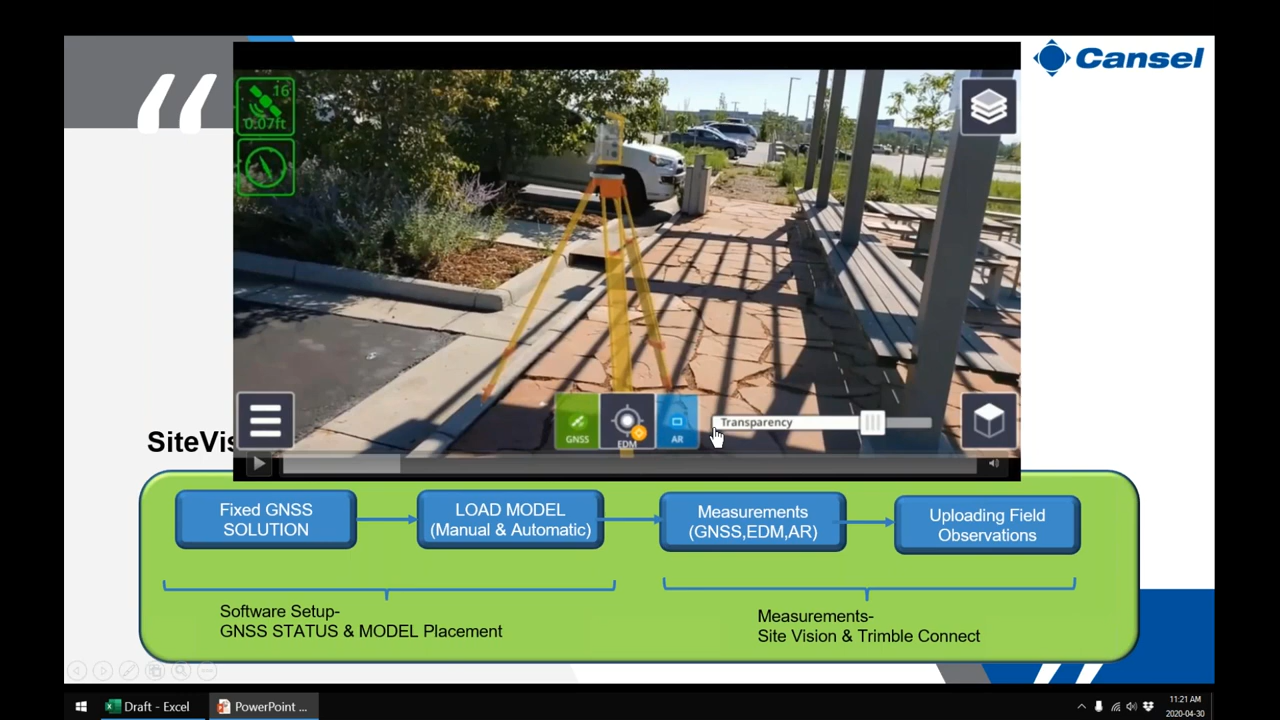 Cansel
16
0.07ft
GNSS
EDM
AR
Transparency
SiteVis
Fixed GNSS
SOLUTION
LOAD MODEL
(Manual & Automatic)
Measurements
(GNSS,EDM,AR)
Uploading Field
Observations
Software Setup-
GNSS STATUS & MODEL Placement
Measurements-
Site Vision & Trimble Connect
Draft - Excel
PowerPoint ...
11:21 AM
2020-04-30